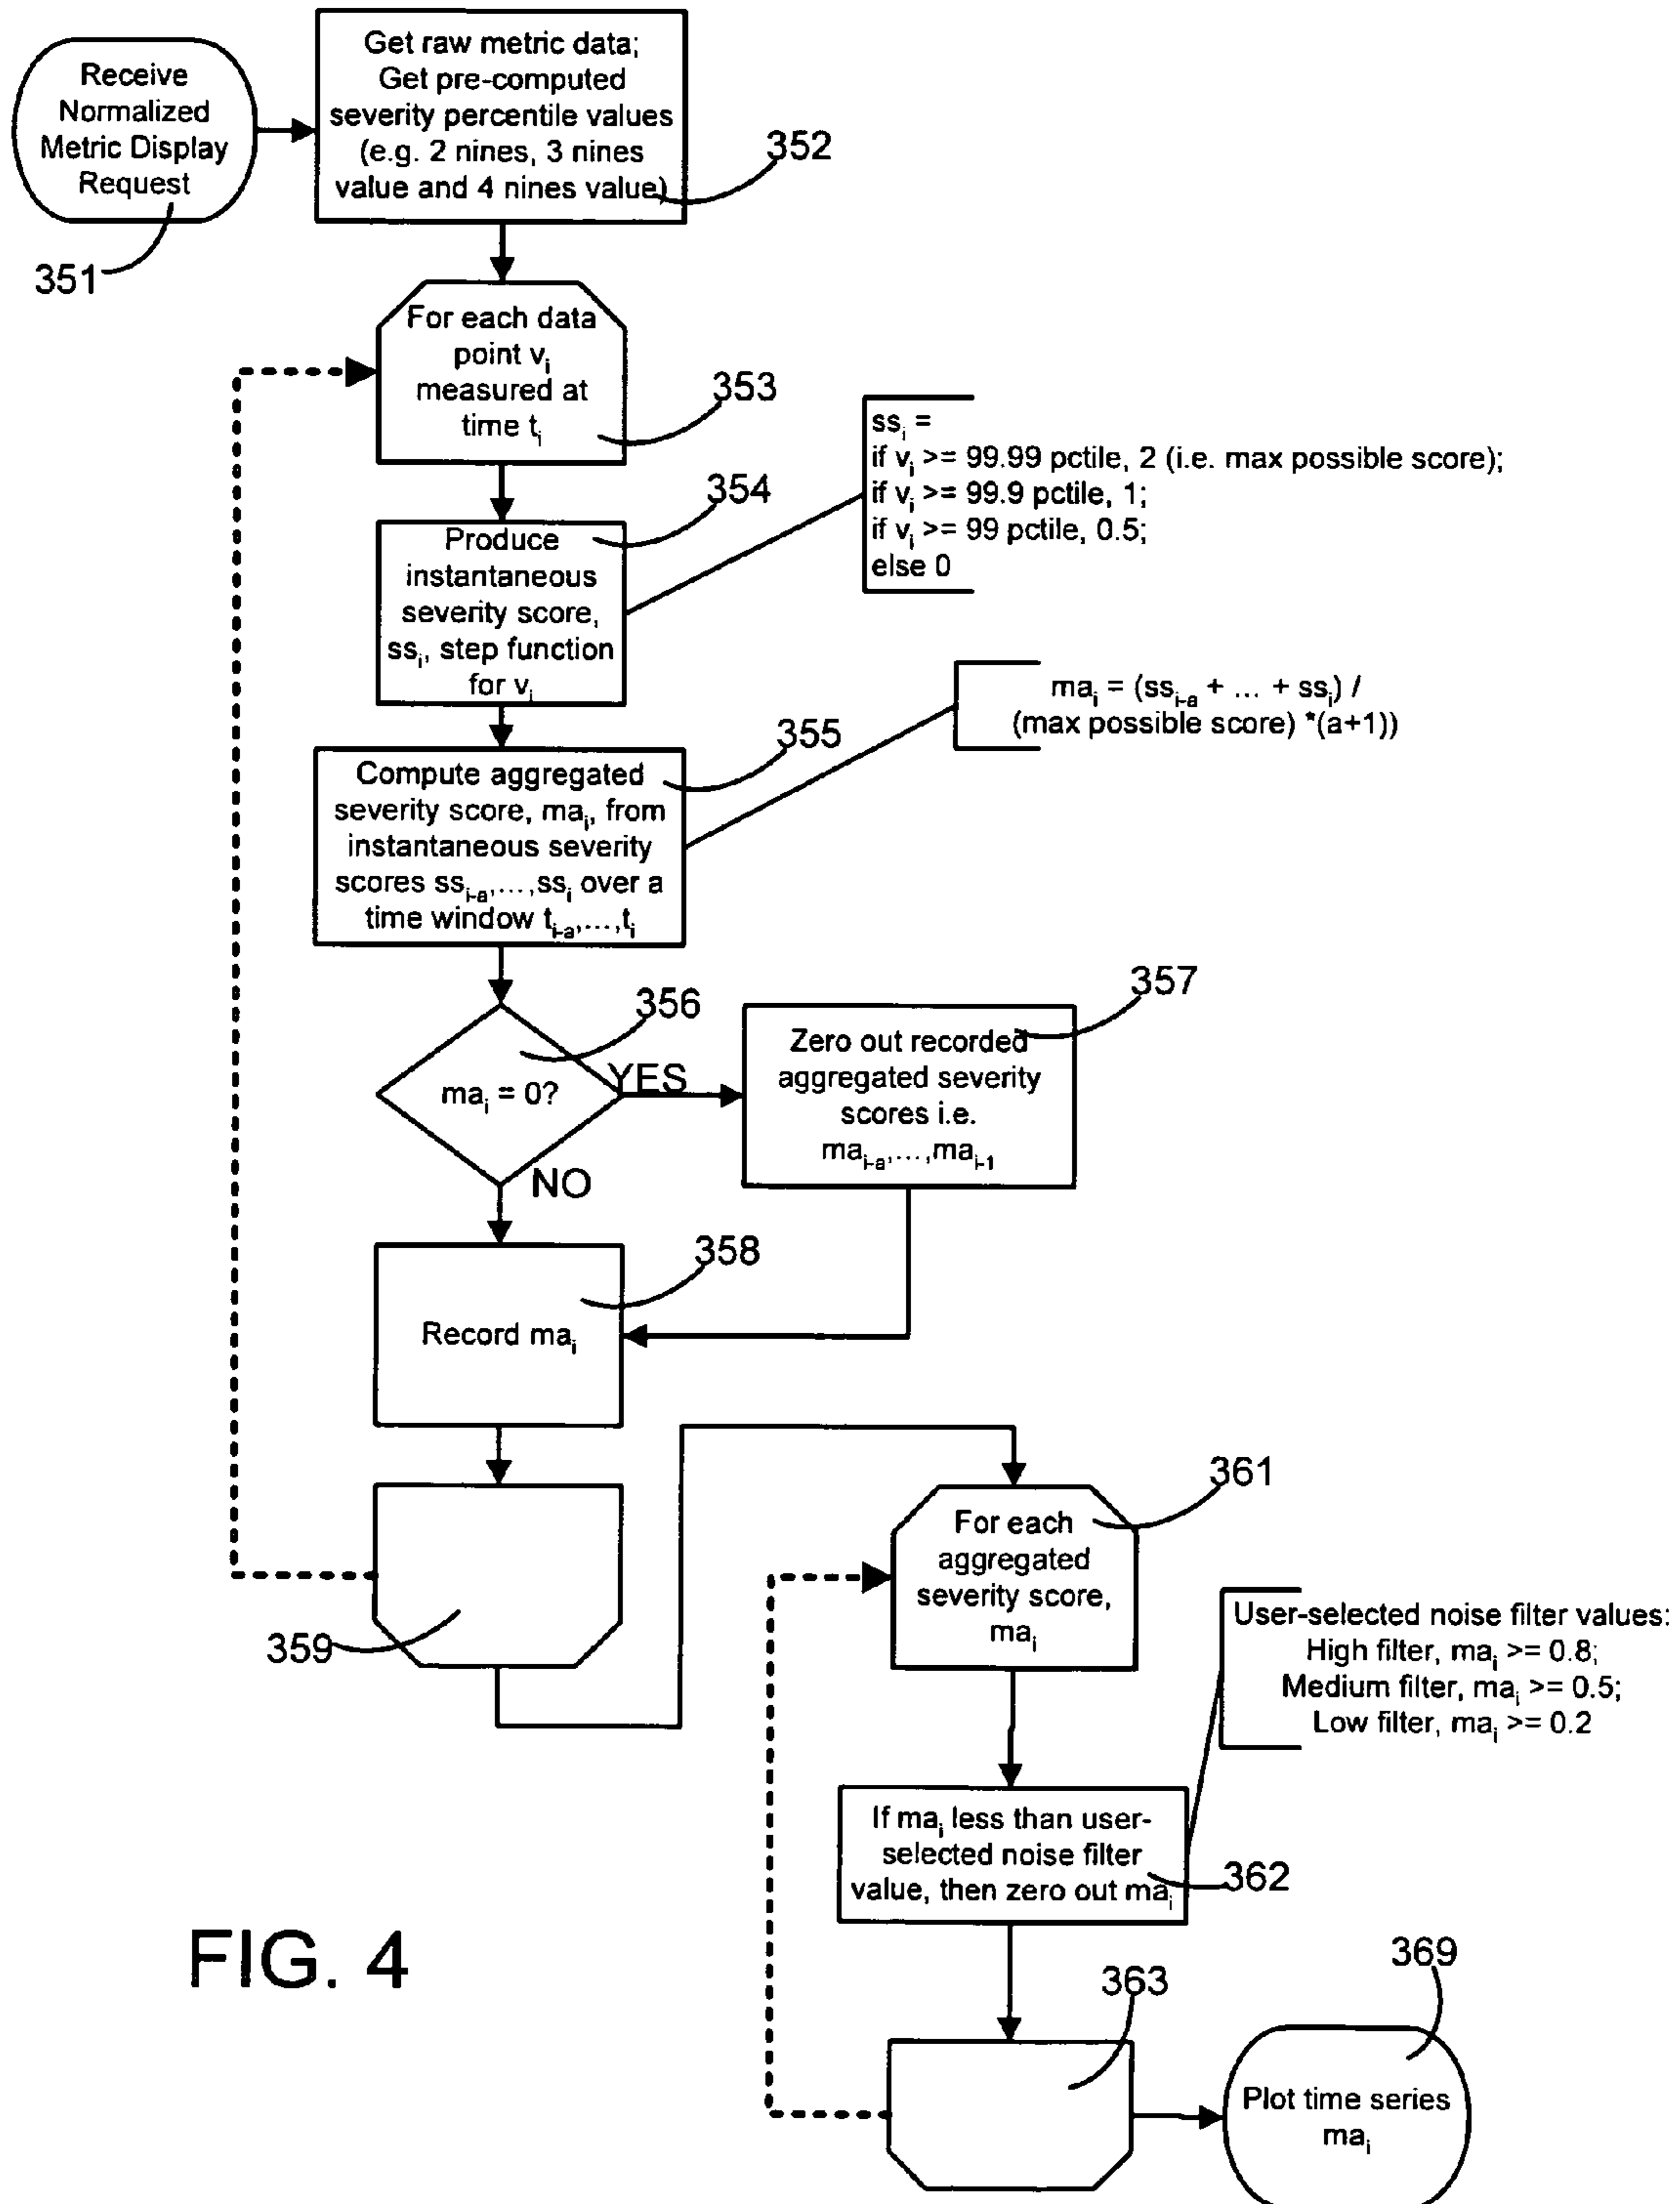 Receive
Normalized
Metric Display
Request
351
Get raw metric data;
Get pre-computed
severity percentile values
(e.g. 2 nines, 3 nines
value and 4 nines value)
352
For each data
point vi
measured at
time ti
353
Produce
instantaneous
severity score,
ssi, step function
for vi
354
ssi =
if vi >= 99.99 pctile, 2 (i.e. max possible score);
if vi >= 99.9 pctile, 1;
if vi >= 99 pctile, 0.5;
else 0
Compute aggregated
severity score, mai, from
instantaneous severity
scores ssi-a,...,ssi over a
time window ti-a,...,ti
355
mai = (ssi-a + ... + ssi) /
(max possible score) *(a+1))
mai = 0?
356
YES
NO
Zero out recorded
aggregated severity
scores i.e.
mai-a,...,mai-1
357
Record mai
358
359
For each
aggregated
severity score,
mai
361
User-selected noise filter values:
High filter, mai >= 0.8;
Medium filter, mai >= 0.5;
Low filter, mai >= 0.2
If mai less than user-
selected noise filter
value, then zero out mai
362
363
Plot time series
mai
369
FIG. 4